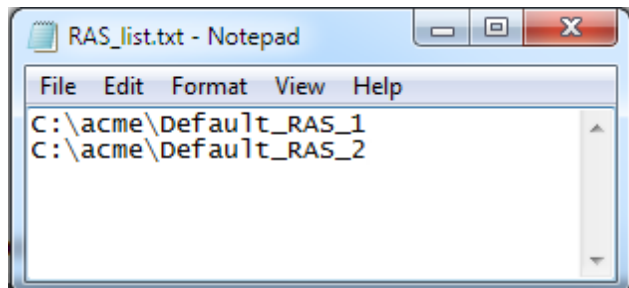 RAS_list.txt - Notepad
File Edit Format View Help
C:\acme\Default_RAS_1
C:\acme\Default_RAS_2